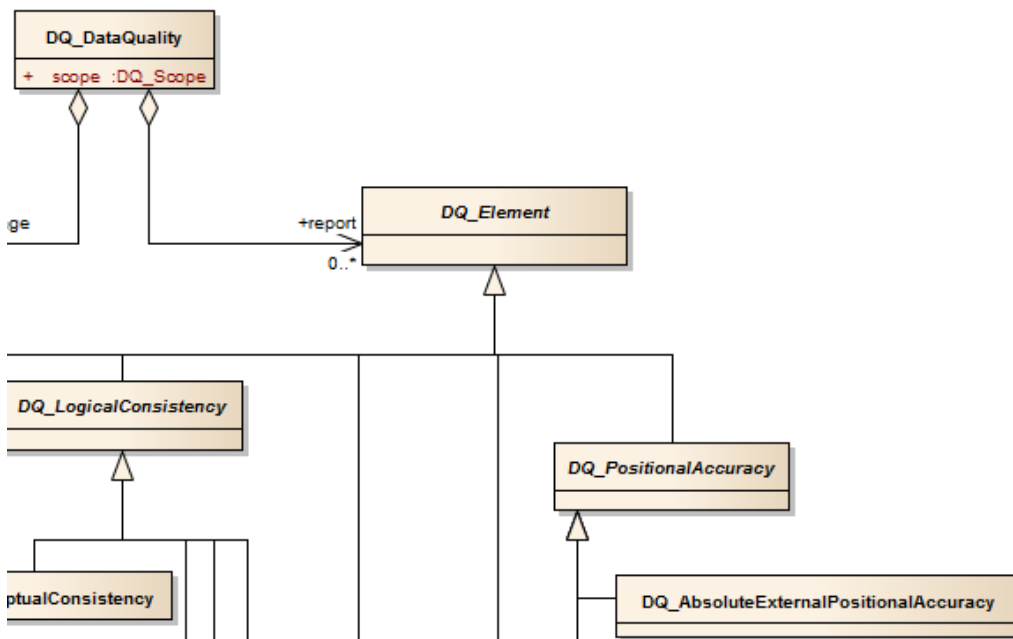 DQ_DataQuality
+ scope :DQ_Scope
ge
+report
0..*
DQ_Element
DQ_LogicalConsistency
DQ_PositionalAccuracy
ptualConsistency
DQ_AbsoluteExternalPositionalAccuracy